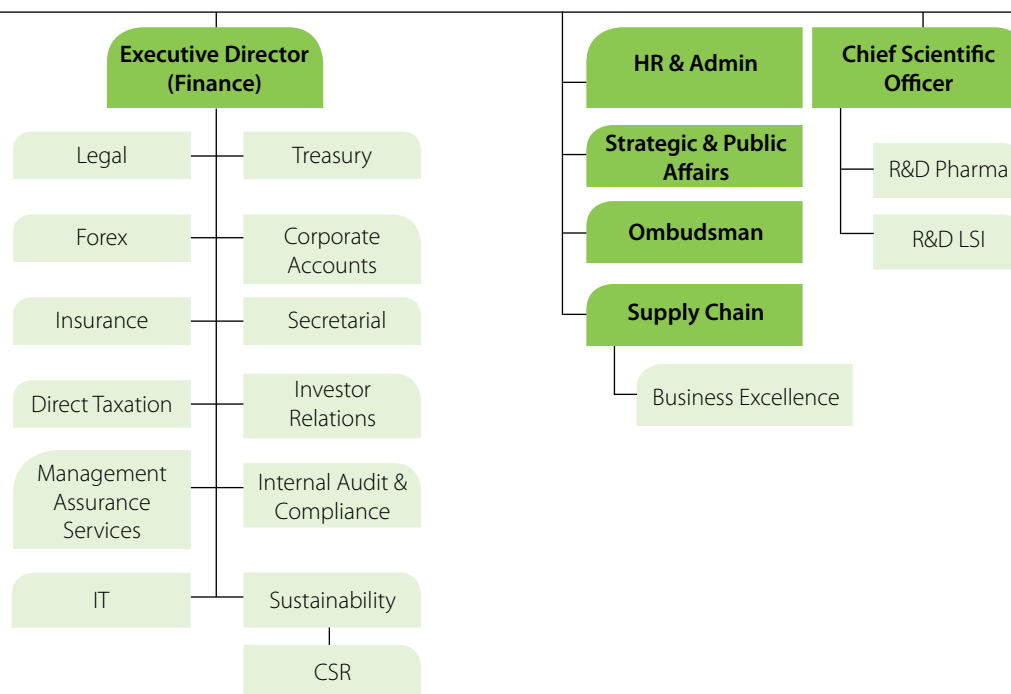 Executive Director
(Finance)
Legal
Treasury
Forex
Corporate
Accounts
Insurance
Secretarial
Direct Taxation
Investor
Relations
Management
Assurance
Services
Internal Audit &
Compliance
IT
Sustainability
CSR
HR & Admin
Strategic & Public
Affairs
Ombudsman
Supply Chain
Business Excellence
Chief Scientific
Officer
R&D Pharma
R&D LSI